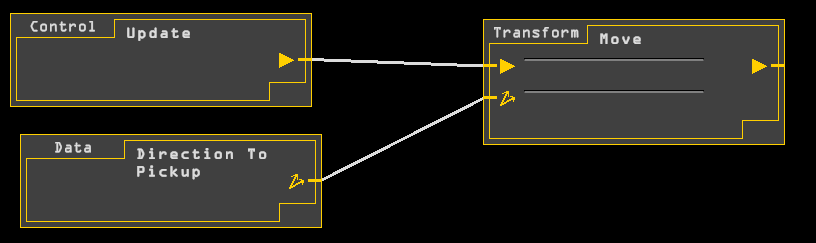 Control
Update
Transform
Move
Data
Direction To
Pickup